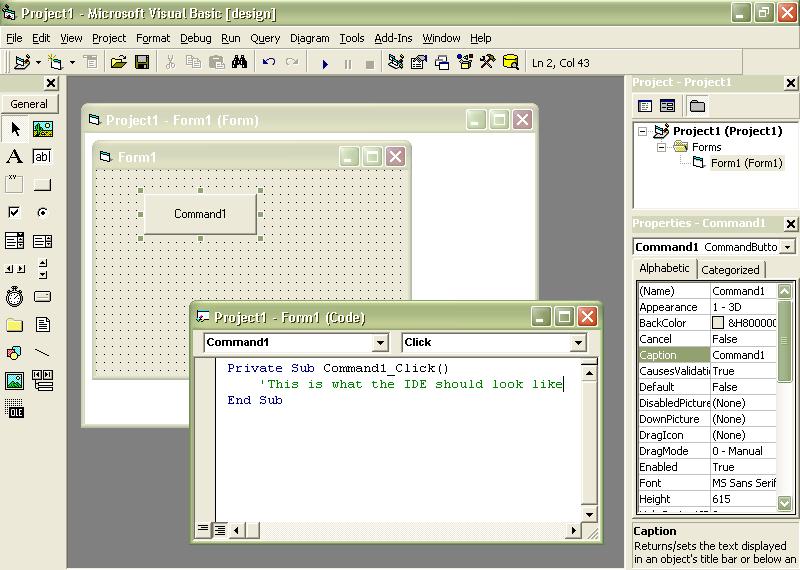 Project1 - Microsoft Visual Basic [design]
File Edit View Project Format Debug Run Query Diagram Tools Add-Ins Window Help
Ln 2, Col 43
General
A
ab|
xv
OLE
Project1 - Form1 (Form)
Form1
Command1
Project1 - Form1 (Code)
Command1 Click
Private Sub Command1_Click()
'This is what the IDE should look like
End Sub
Project - Project1
Project1 (Project1)
Forms
Form1 (Form1)
Properties - Command1
Command1 CommandButto
Alphabetic Categorized
(Name) Command1
Appearance 1 - 3D
BackColor &H800000
Cancel False
Caption Command1
CausesValidati True
Default False
DisabledPicture (None)
DownPicture (None)
DragIcon (None)
DragMode 0 - Manual
Enabled True
Font MS Sans Serif
Height 615
Caption
Returns/sets the text displayed
in an object's title bar or below an